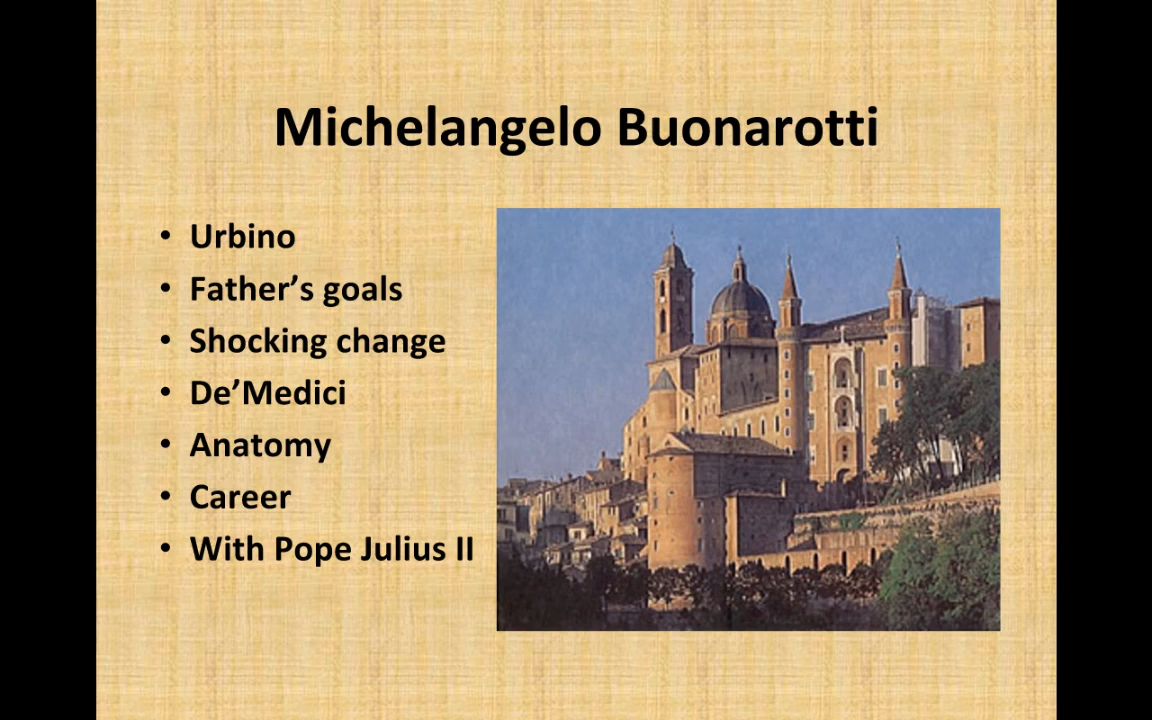 Michelangelo Buonarotti
• Urbino
• Father’s goals
• Shocking change
• De’Medici
• Anatomy
• Career
• With Pope Julius II